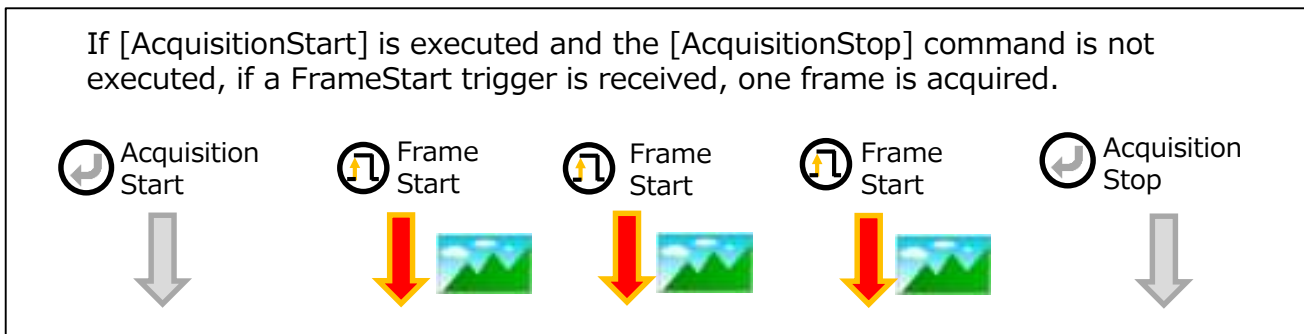 If [AcquisitionStart] is executed and the [AcquisitionStop] command is not
executed, if a FrameStart trigger is received, one frame is acquired.
Acquisition
Start
Frame
Start
Frame
Start
Frame
Start
Acquisition
Stop